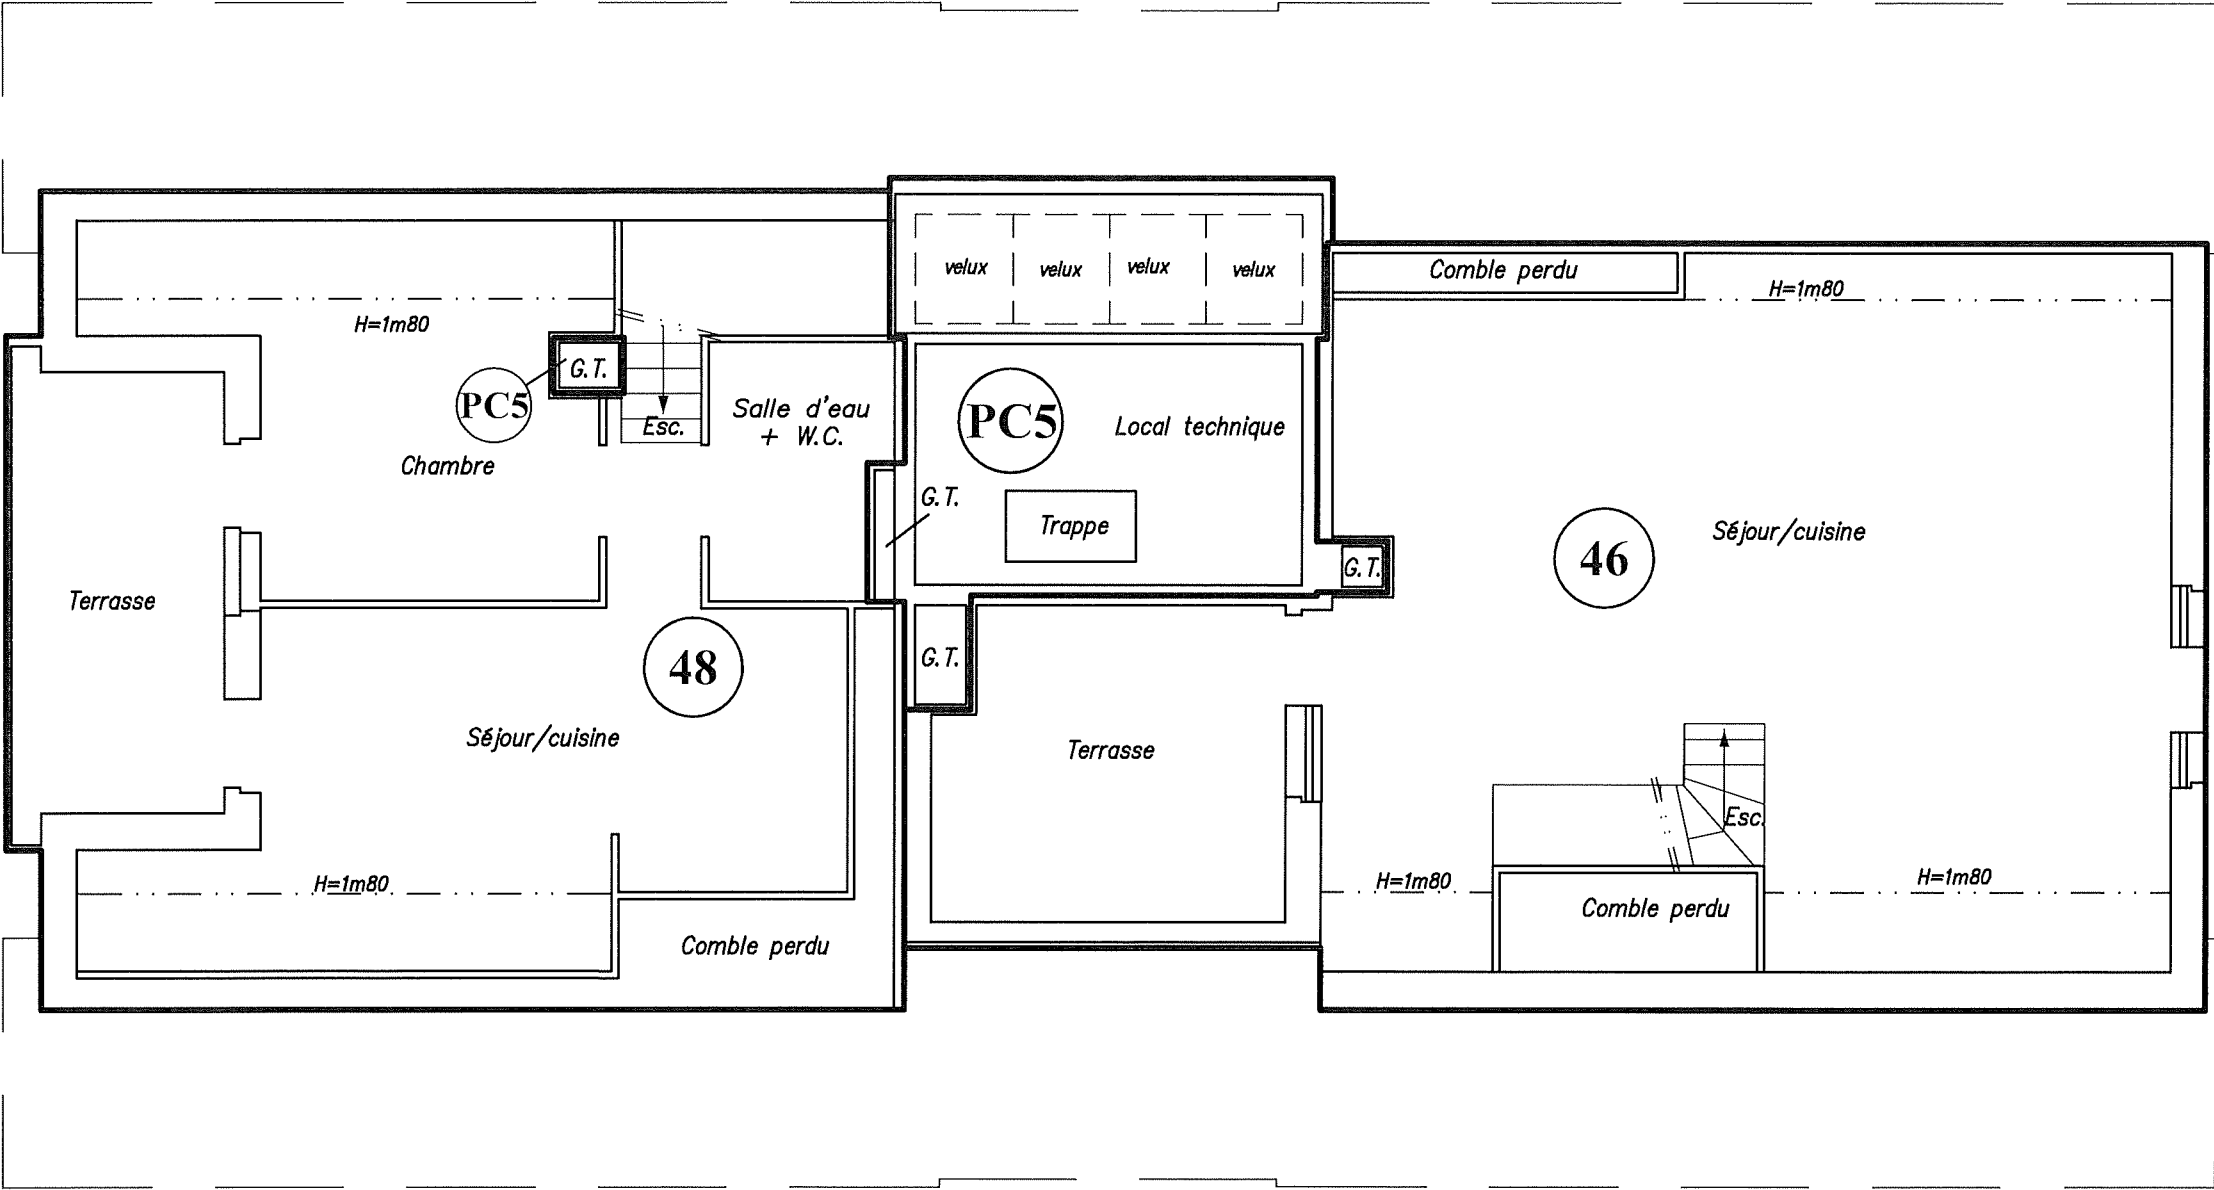 velux
velux
velux
velux
Comble perdu
H=1m80
H=1m80
G.T.
PC5
Esc.
Salle d'eau
+ W.C.
Chambre
PC5
Local technique
G.T.
Trappe
G.T.
Séjour/cuisine
46
Terrasse
48
G.T.
Séjour/cuisine
Terrasse
Esc.
H=1m80
H=1m80
H=1m80
Comble perdu
Comble perdu